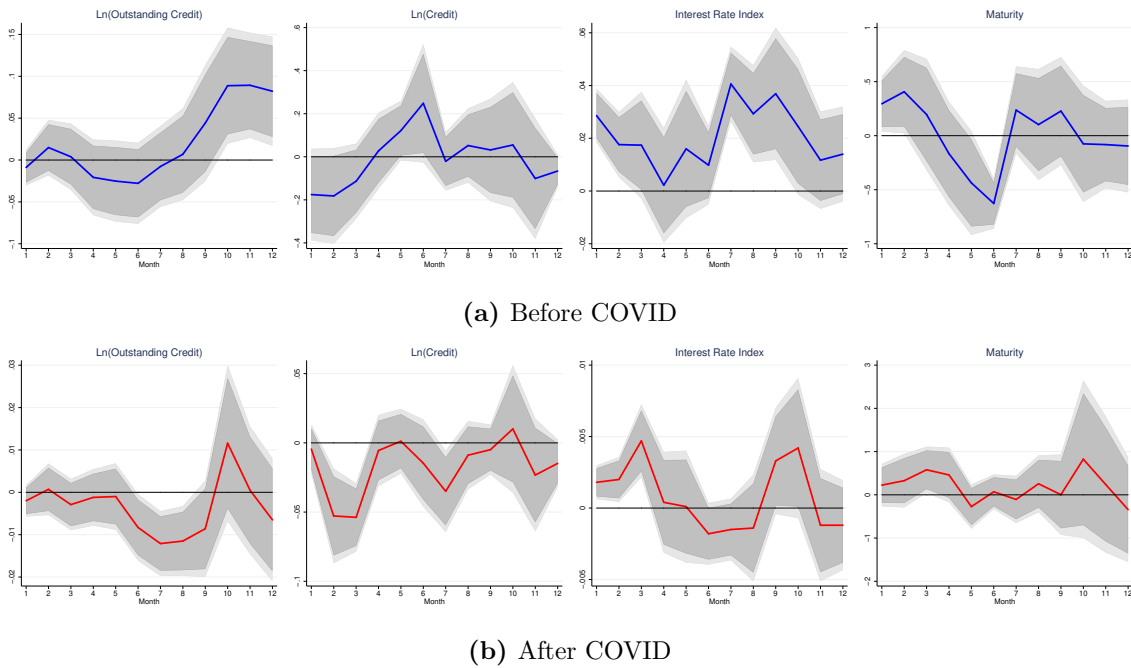 Ln(Outstanding Credit) Ln(Credit) Interest Rate Index Maturity
.15
.1
.05
0
-.05
-.1
1 2 3 4 5 6 7 8 9 10 11 12
Month
.6
.4
.2
0
-.2
-.4
1 2 3 4 5 6 7 8 9 10 11 12
Month
.06
.04
.02
0
-.02
1 2 3 4 5 6 7 8 9 10 11 12
Month
1
.5
0
-.5
-1
1 2 3 4 5 6 7 8 9 10 11 12
Month
(a) Before COVID
Ln(Outstanding Credit) Ln(Credit) Interest Rate Index Maturity
.03
.02
.01
0
-.01
-.02
1 2 3 4 5 6 7 8 9 10 11 12
Month
.05
0
-.05
-.1
1 2 3 4 5 6 7 8 9 10 11 12
Month
.01
.005
0
-.005
1 2 3 4 5 6 7 8 9 10 11 12
Month
3
2
1
0
-1
-2
1 2 3 4 5 6 7 8 9 10 11 12
Month
(b) After COVID